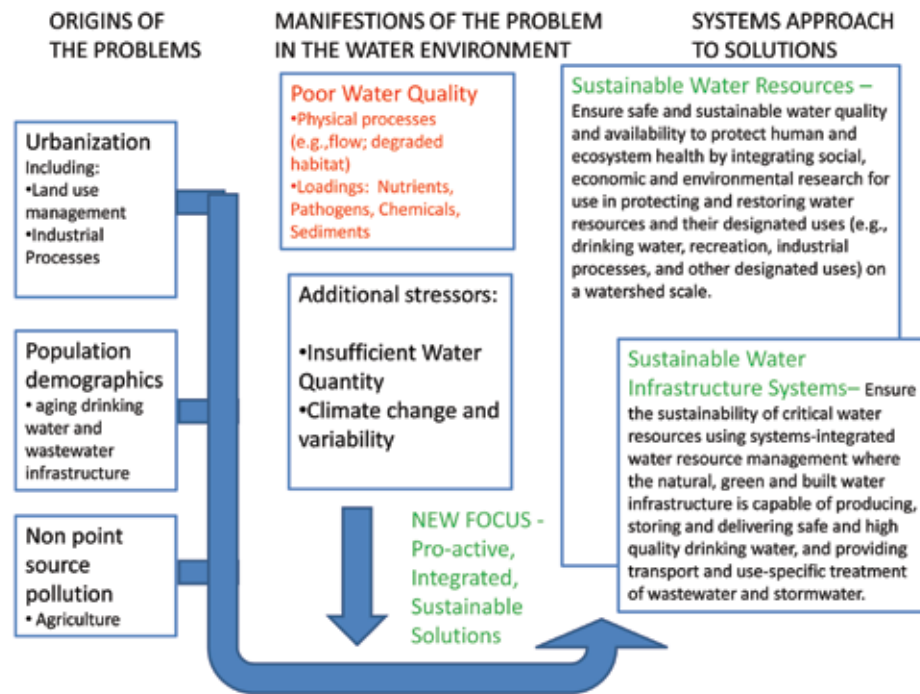 ORIGINS OF
THE PROBLEMS
Urbanization
Including:
•Land use
management
•Industrial
Processes
Population
demographics
• aging drinking
water and
wastewater
infrastructure
Non point
source
pollution
• Agriculture
MANIFESTIONS OF THE PROBLEM
IN THE WATER ENVIRONMENT
Poor Water Quality
•Physical processes
(e.g.,flow; degraded
habitat)
•Loadings: Nutrients,
Pathogens, Chemicals,
Sediments
Additional stressors:
•Insufficient Water
Quantity
•Climate change and
variability
NEW FOCUS -
Pro-active,
Integrated,
Sustainable
Solutions
SYSTEMS APPROACH
TO SOLUTIONS
Sustainable Water Resources –
Ensure safe and sustainable water quality
and availability to protect human and
ecosystem health by integrating social,
economic and environmental research for
use in protecting and restoring water
resources and their designated uses (e.g.,
drinking water, recreation, industrial
processes, and other designated uses) on
a watershed scale.
Sustainable Water
Infrastructure Systems– Ensure
the sustainability of critical water
resources using systems-integrated
water resource management where
the natural, green and built water
infrastructure is capable of producing,
storing and delivering safe and high
quality drinking water, and providing
transport and use-specific treatment
of wastewater and stormwater.